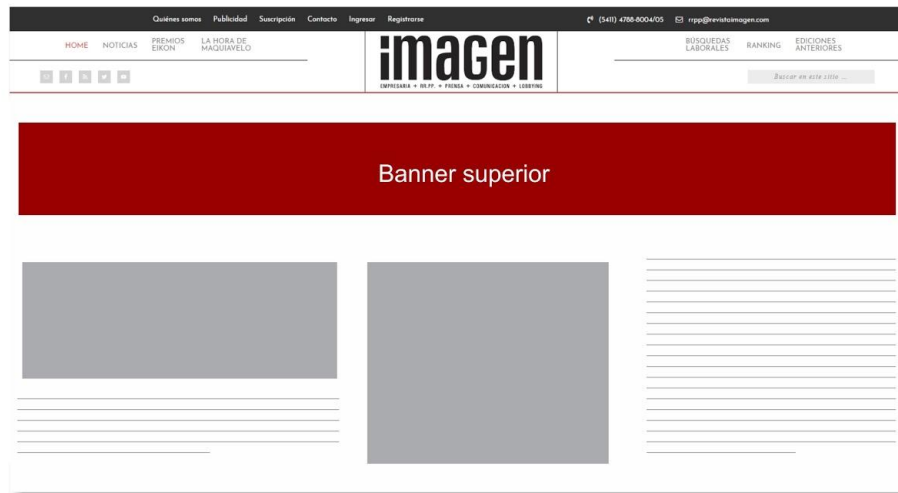 Quiénes somos Publicidad Suscripción Contacto Ingresar Registrarse (5411) 4788-8004/05 rrpp@revistaimagen.com
HOME NOTICIAS PREMIOS EIKON LA HORA DE MAQUIAVELO
imagen
EMPRESARIA + RR.PP. + PRENSA + COMUNICACION + LOBBYING
BÚSQUEDAS LABORALES RANKING EDICIONES ANTERIORES
Buscar en este sitio ...
Banner superior